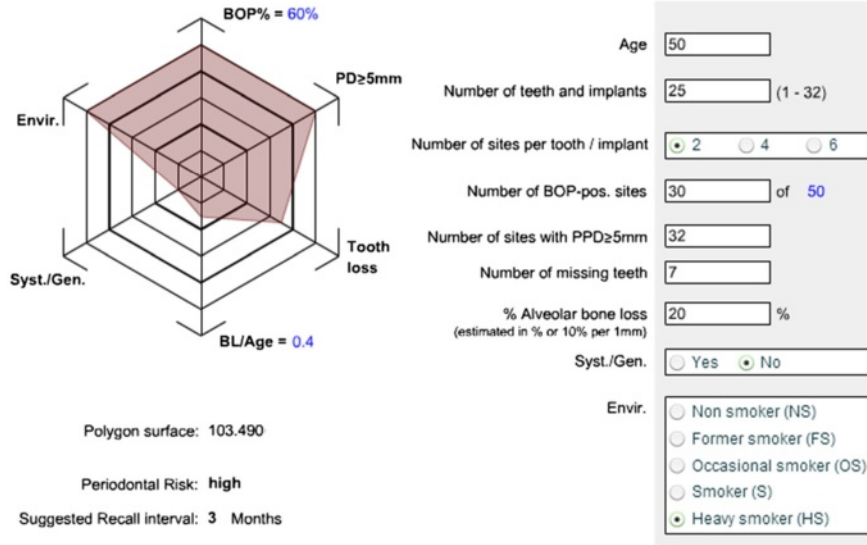 BOP% = 60%
PD≥5mm
Envir.
Tooth
loss
Syst./Gen.
BL/Age = 0.4
Polygon surface: 103.490
Periodontal Risk: high
Suggested Recall interval: 3 Months
Age 50
Number of teeth and implants 25 (1 - 32)
Number of sites per tooth / implant 2 4 6
Number of BOP-pos. sites 30 of 50
Number of sites with PPD≥5mm 32
Number of missing teeth 7
% Alveolar bone loss 20 %
(estimated in % or 10% per 1mm)
Syst./Gen. Yes No
Envir. Non smoker (NS)
Former smoker (FS)
Occasional smoker (OS)
Smoker (S)
Heavy smoker (HS)